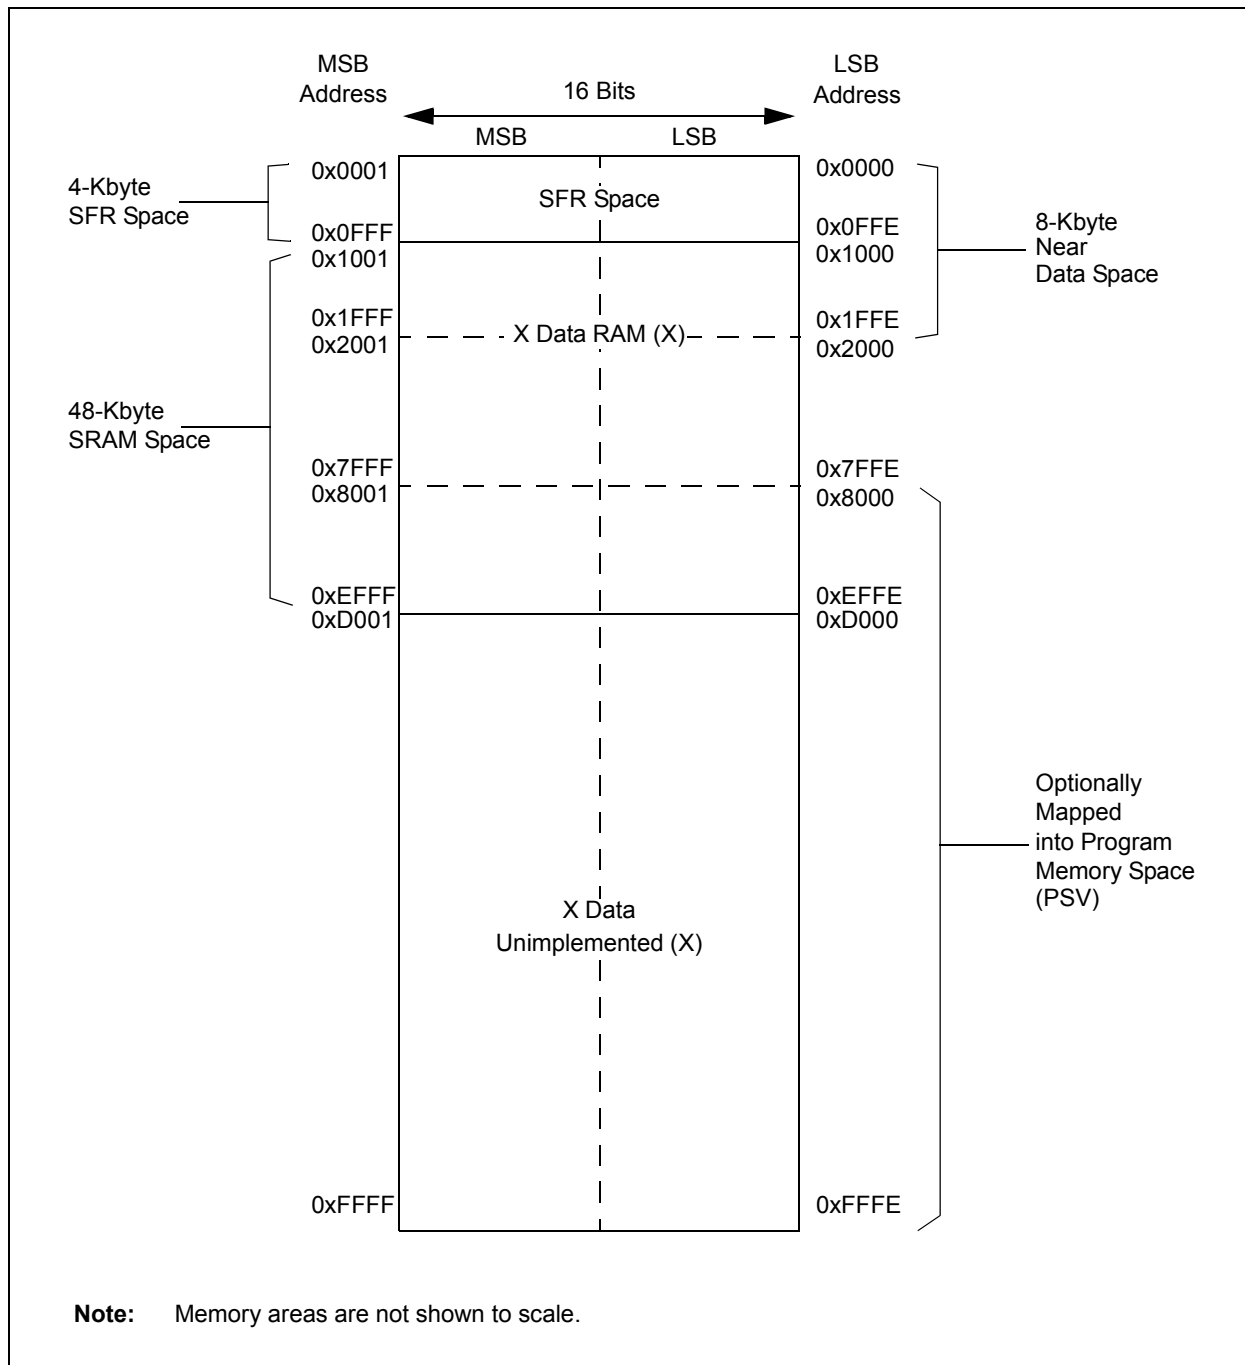 MSB
Address
LSB
Address
16 Bits
MSB
LSB
0x0001
0x0000
4-Kbyte
SFR Space
SFR Space
0x0FFF
0x0FFE
0x1001
0x1000
8-Kbyte
Near
Data Space
0x1FFF
0x1FFE
X Data RAM (X)
0x2001
0x2000
48-Kbyte
SRAM Space
0x7FFF
0x7FFE
0x8001
0x8000
0xEFFF
0xEFFE
0xD001
0xD000
Optionally
Mapped
into Program
Memory Space
(PSV)
X Data
Unimplemented (X)
0xFFFF
0xFFFE
Note: Memory areas are not shown to scale.